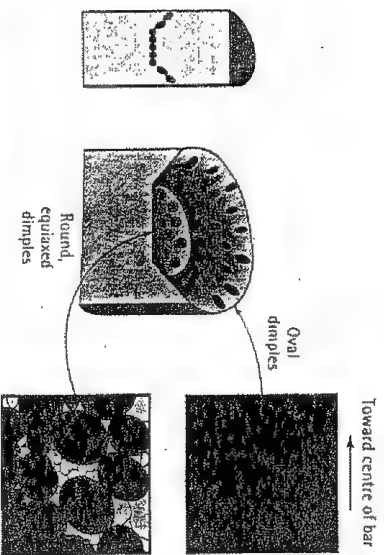 Toward centre of bar
Oval
dimples
Round,
equiaxed
dimples